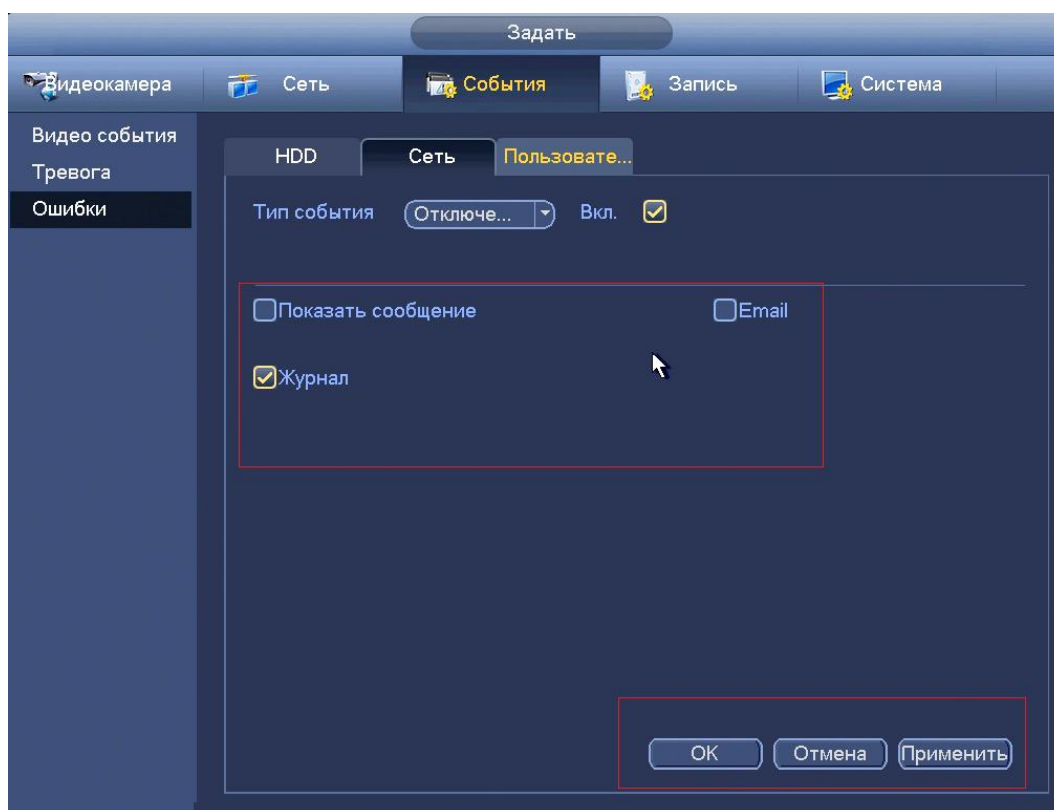 Задать
Видеокамера Сеть События Запись Система
Видео события
Тревога
Ошибки
HDD Сеть Пользовате...
Тип события Отключе... Вкл.
Показать сообщение Email
Журнал
OK Отмена Применить